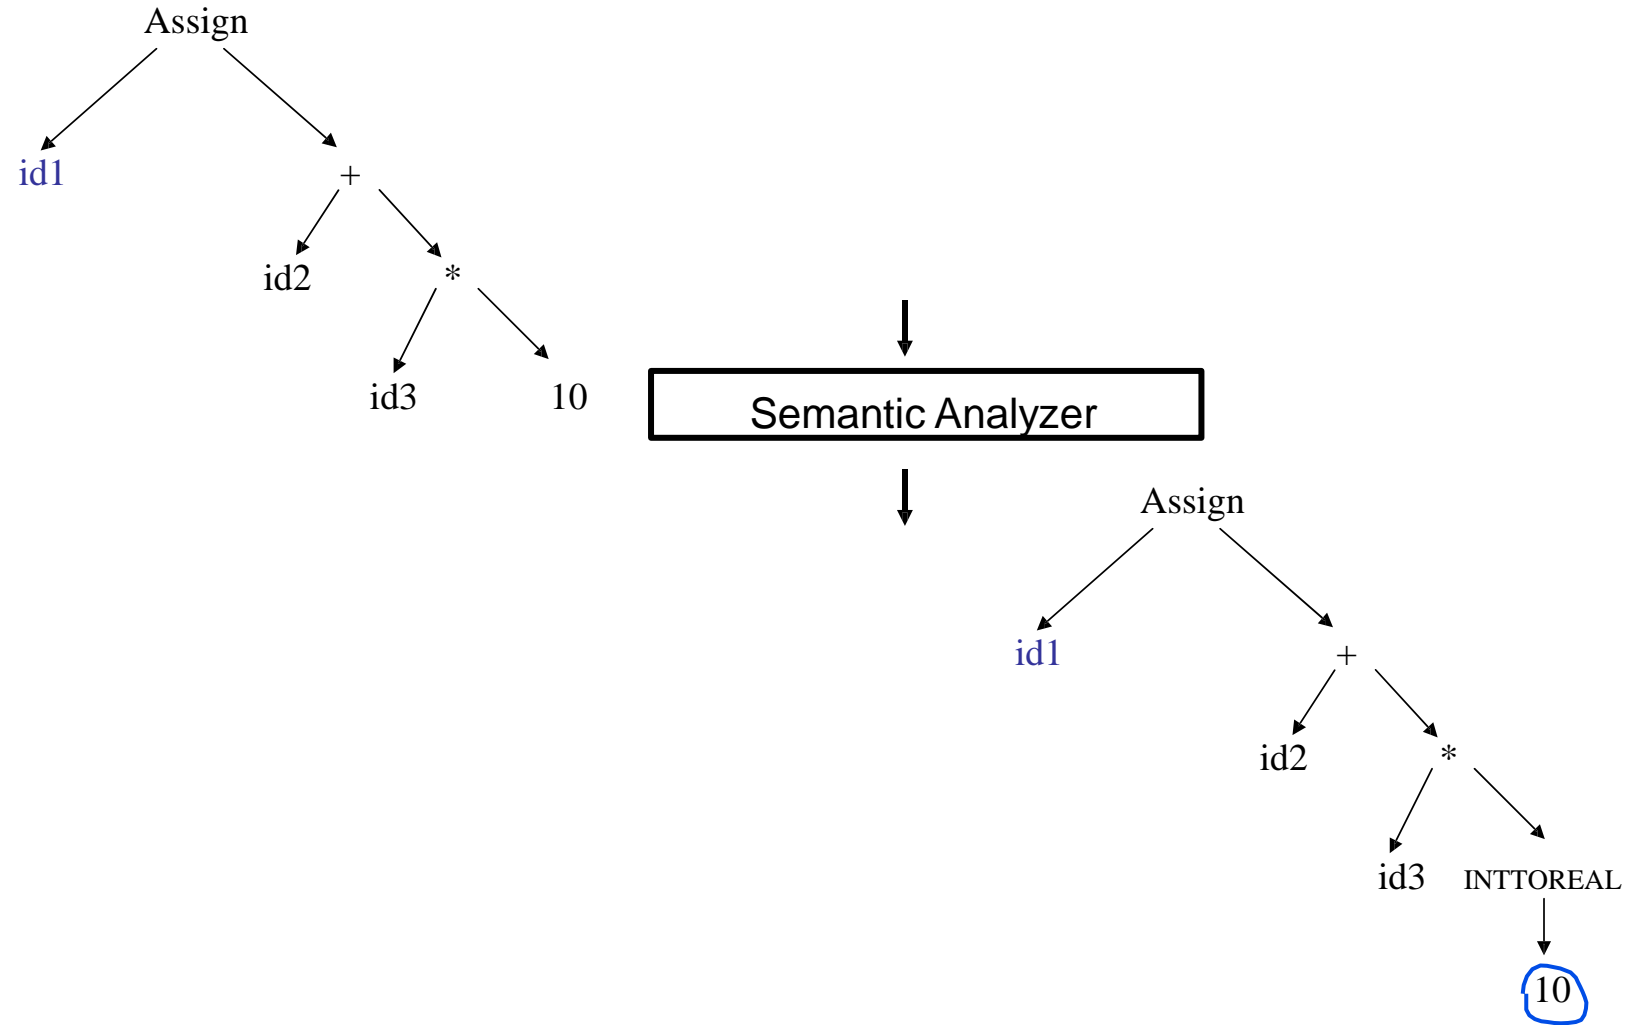 Assign
id1
+
id2
*
id3 10
Semantic Analyzer
Assign
id1
+
id2
*
id3 INTTOREAL
10